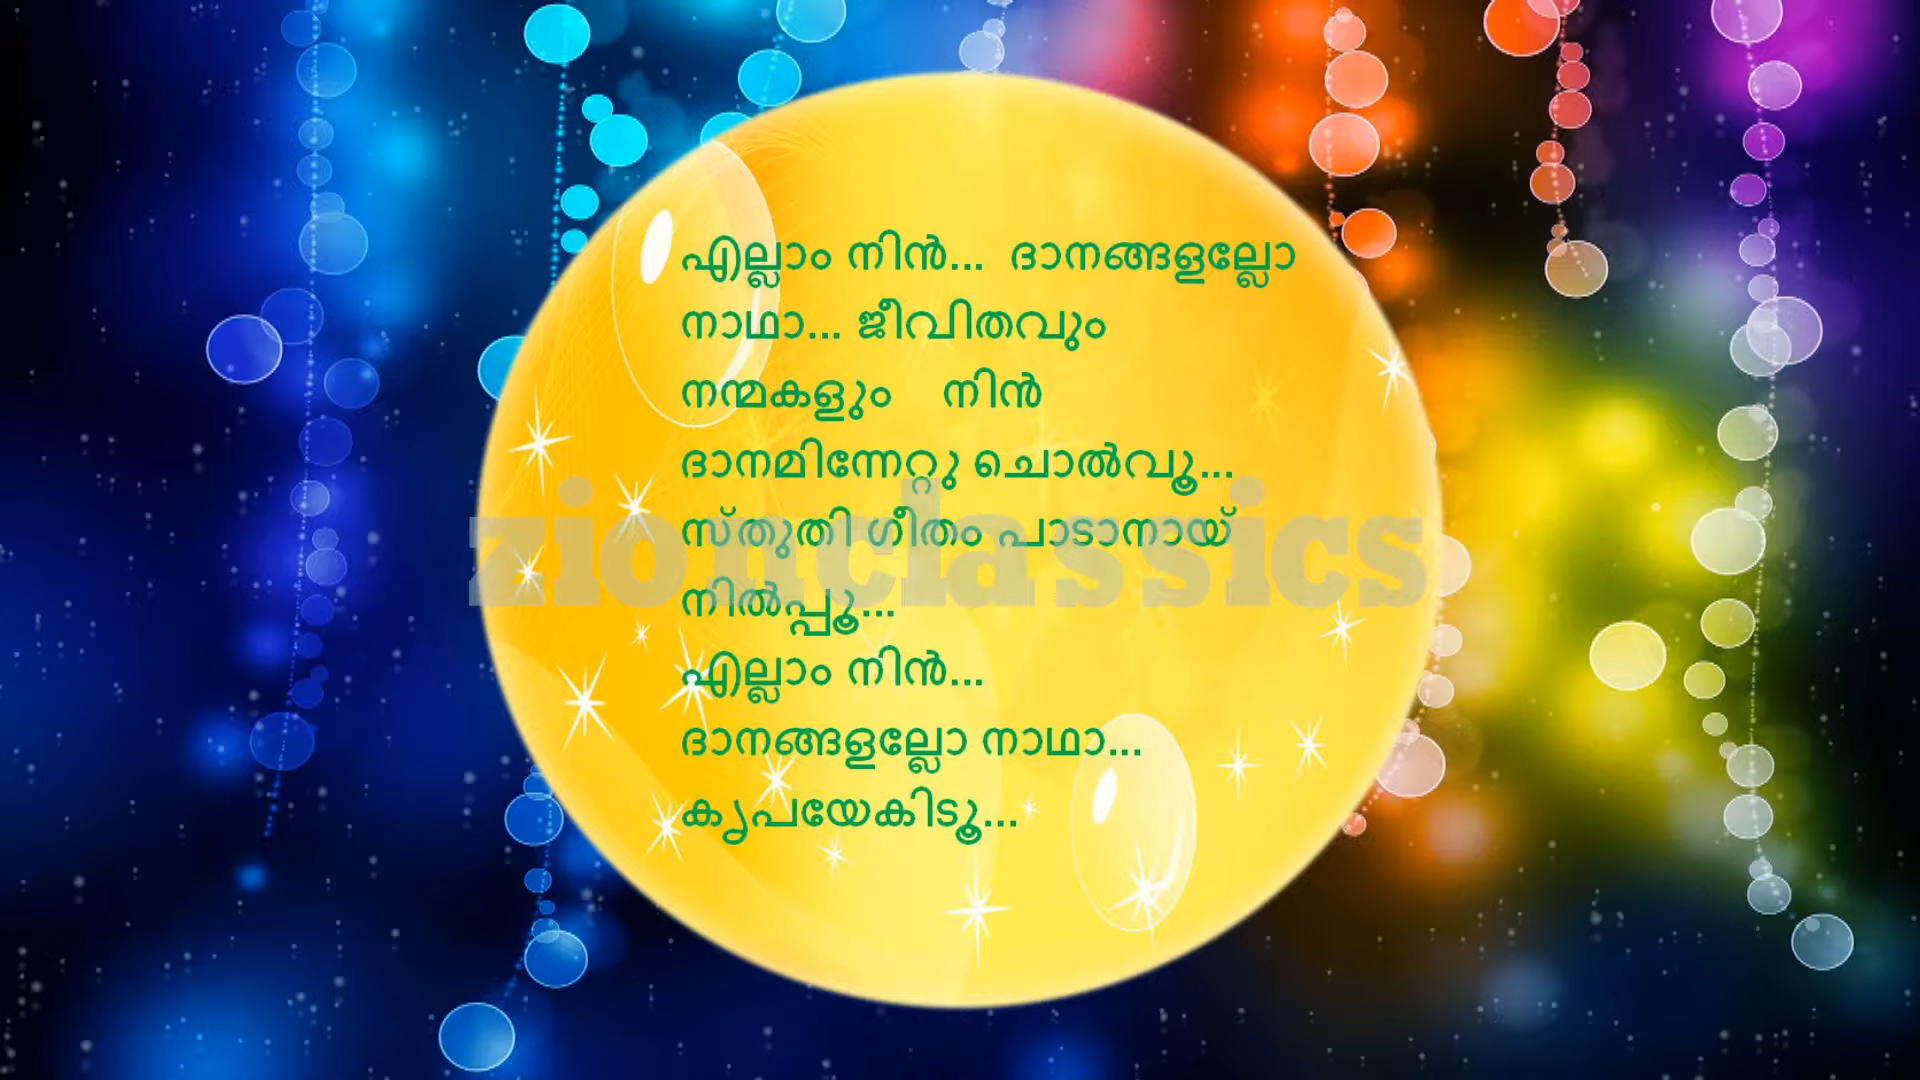 എല്ലാം നിൻ... ദാനങ്ങളല്ലോ
നാഥാ... ജീവിതവും
നന്മകളും നിൻ
ദാനമിന്നേറ്റു ചൊൽവൂ...
സ്തുതി ഗീതം പാടാനായ്
zionclassics
നിൽപ്പൂ...
എല്ലാം നിൻ...
ദാനങ്ങളല്ലോ നാഥാ...
കൃപയേകിടൂ...